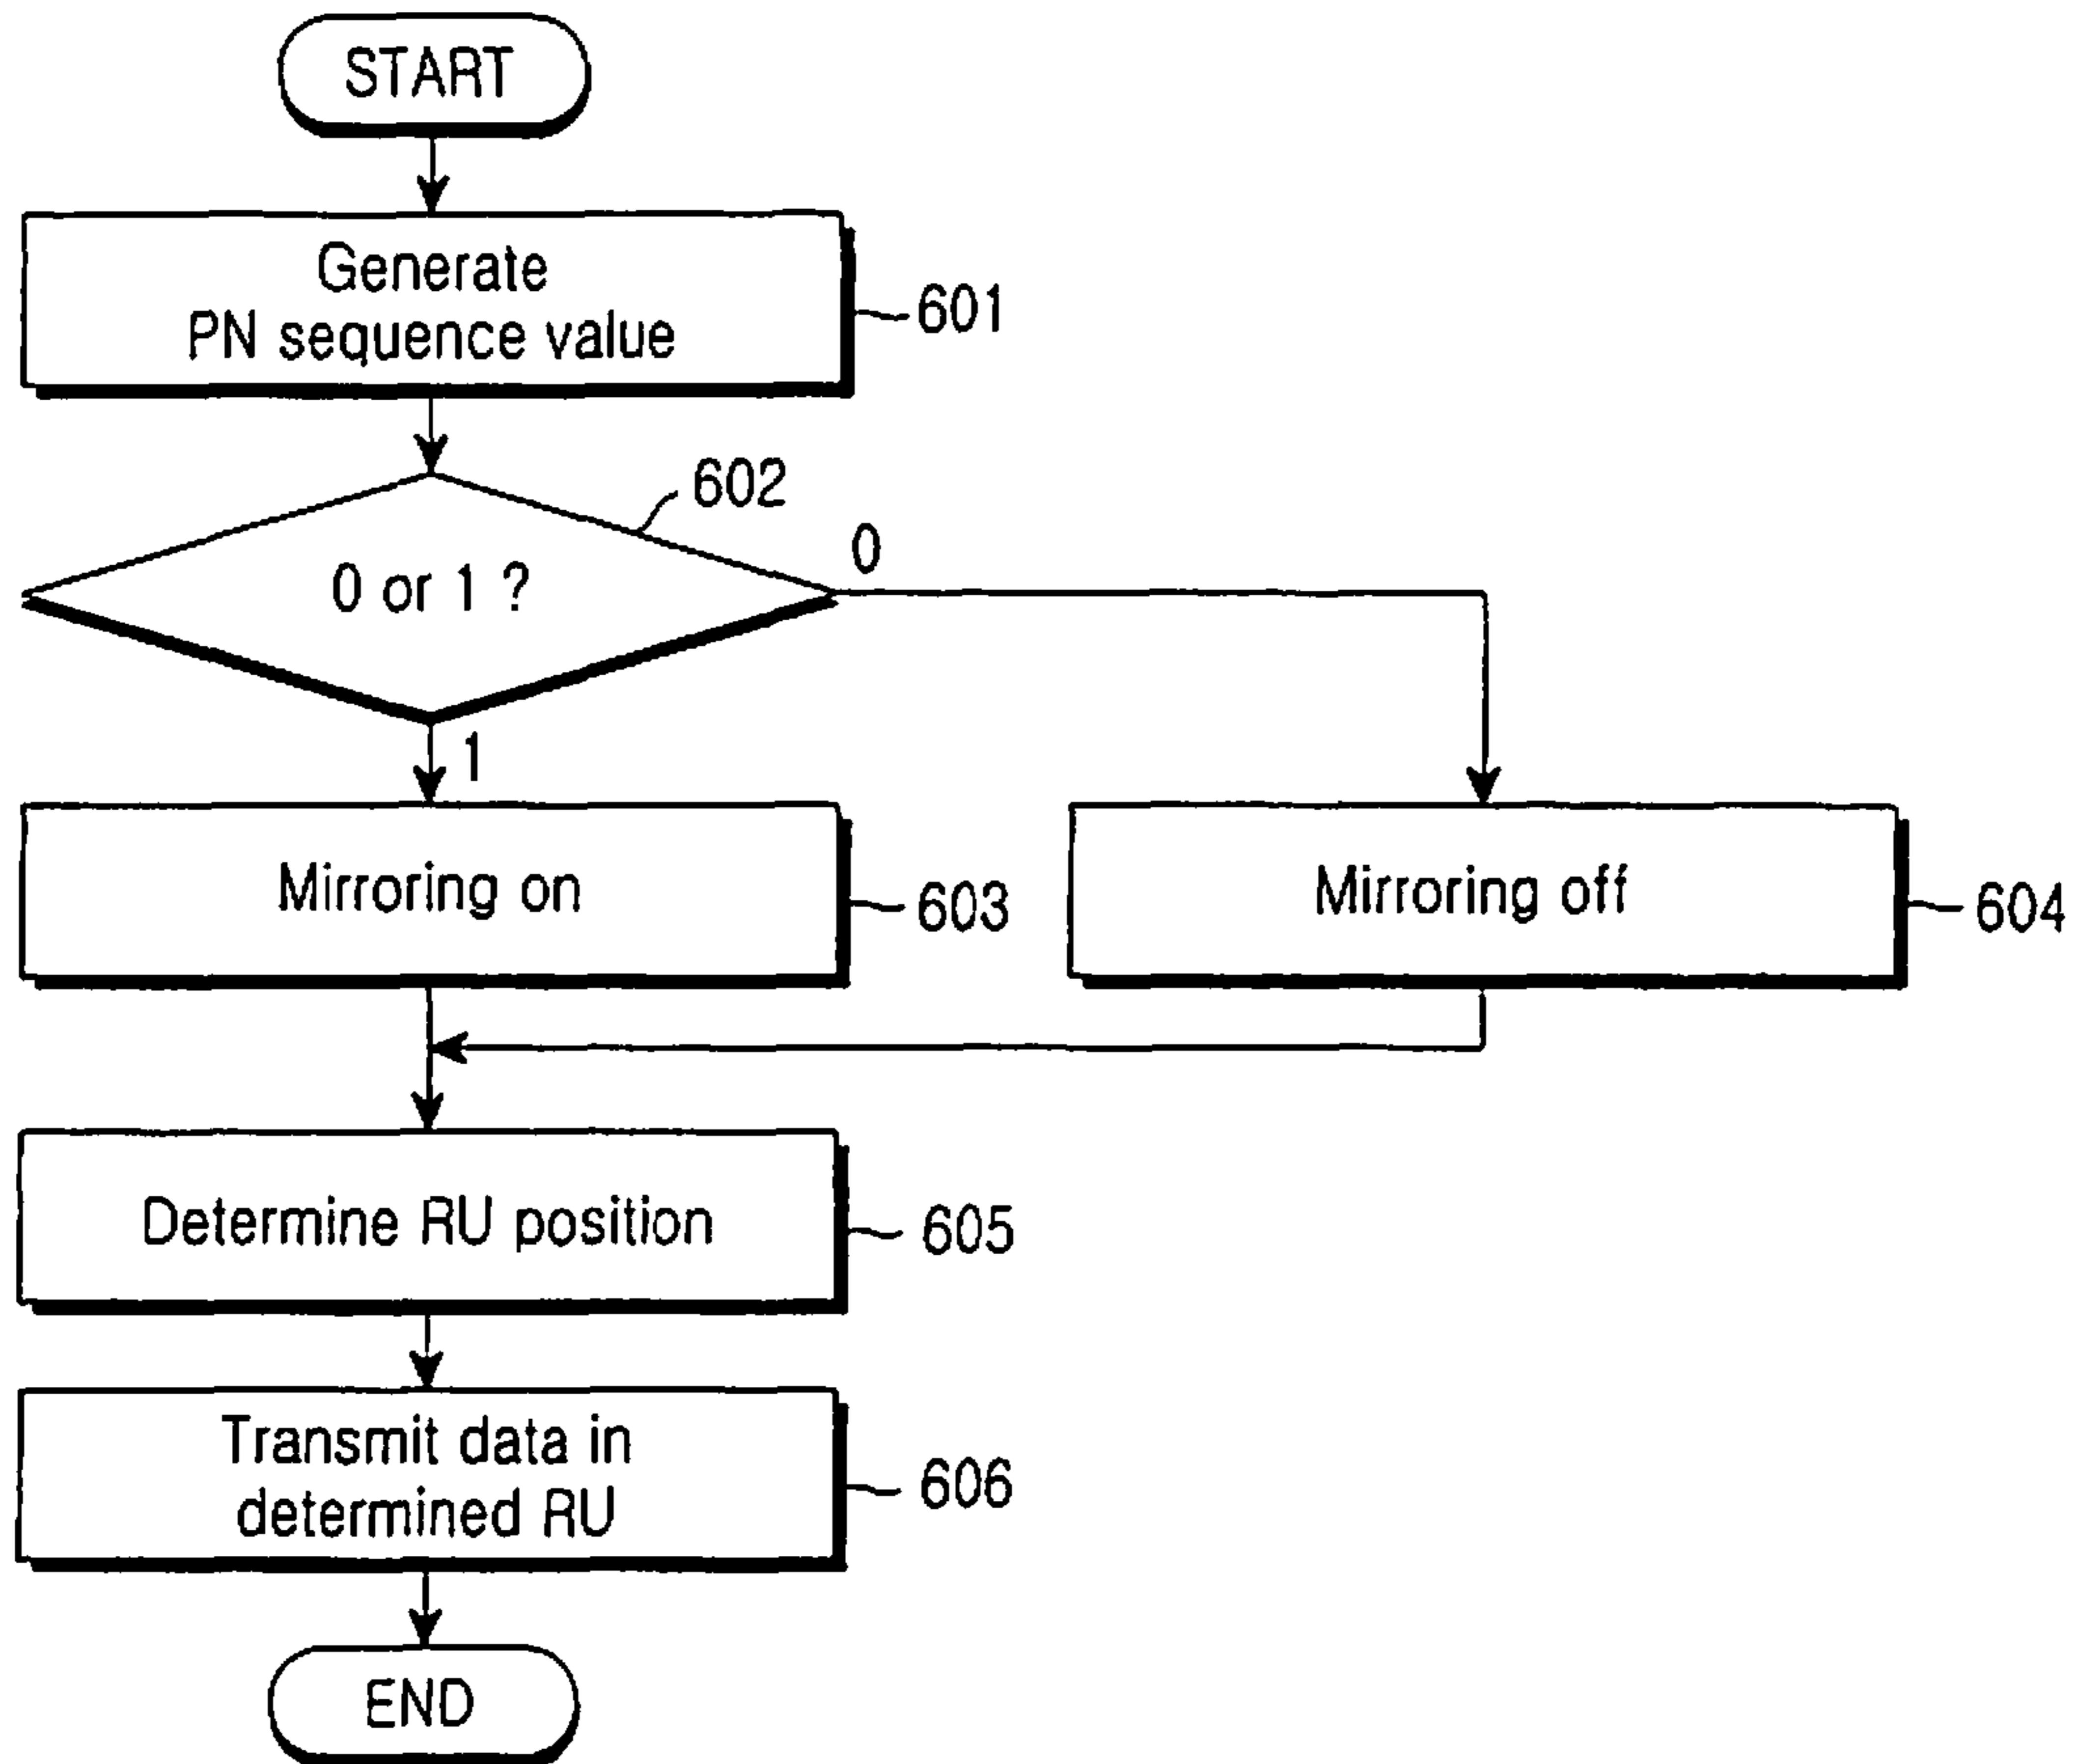 START
Generate
PN sequence value
601
602
0 or 1 ?
0
1
Mirroring on
603
Mirroring off
604
Determine RU position
605
Transmit data in
determined RU
606
END